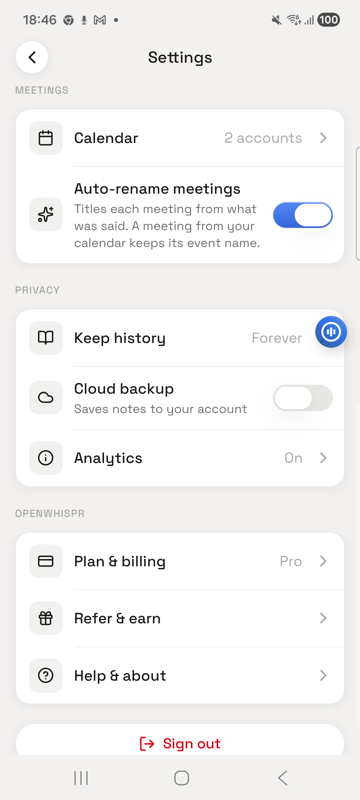 18:46
100
Settings
MEETINGS
Calendar
2 accounts
Auto-rename meetings
Titles each meeting from what
was said. A meeting from your
calendar keeps its event name.
PRIVACY
Keep history
Forever
Cloud backup
Saves notes to your account
Analytics
On
OPENWHISPR
Plan & billing
Pro
Refer & earn
Help & about
Sign out